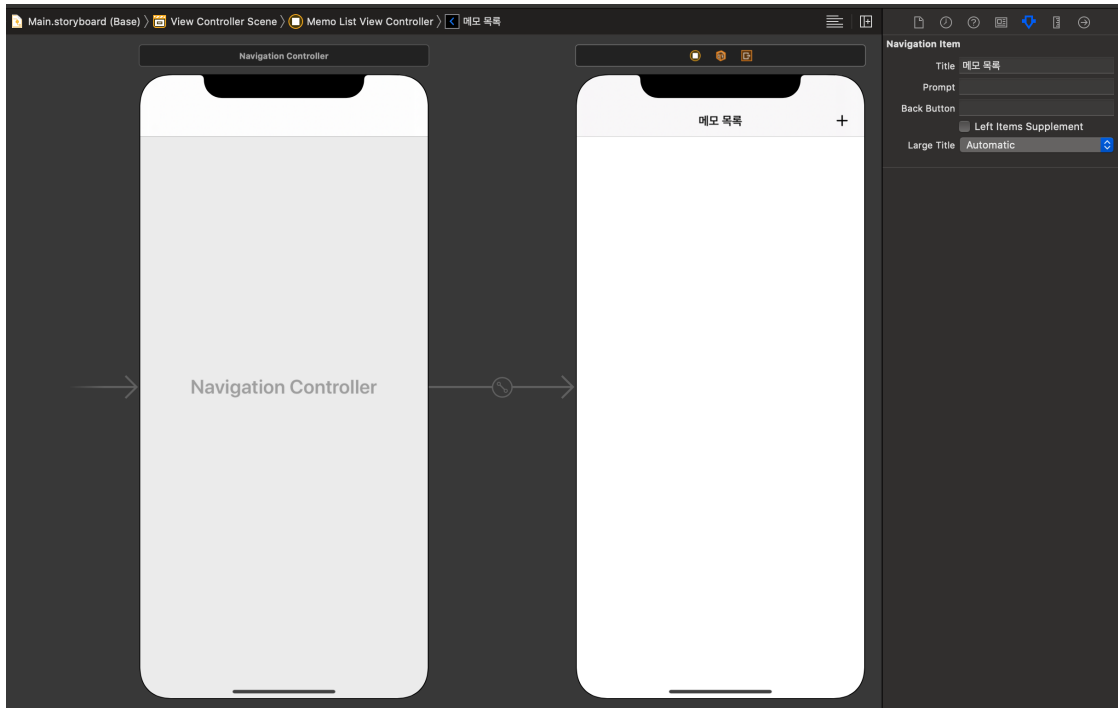 Main.storyboard (Base) 〉 View Controller Scene 〉 Memo List View Controller 〉 메모 목록
Navigation Controller
Navigation Controller
메모 목록 +
Navigation Item
Title 메모 목록
Prompt
Back Button
Left Items Supplement
Large Title Automatic